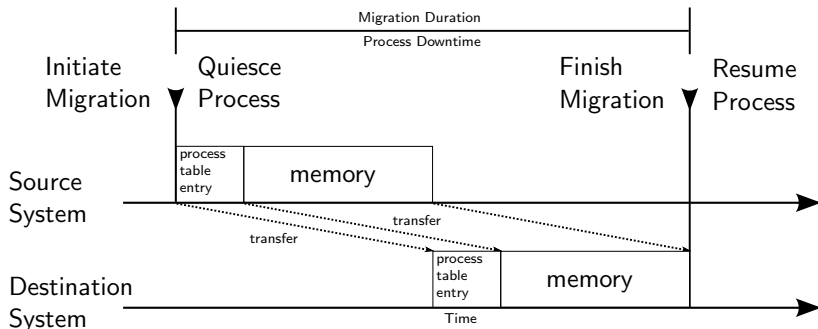 Migration Duration
Process Downtime
Initiate
Migration
Quiesce
Process
Finish
Migration
Resume
Process
Source
System
process
table
entry
memory
transfer
transfer
Destination
System
process
table
entry
memory
Time